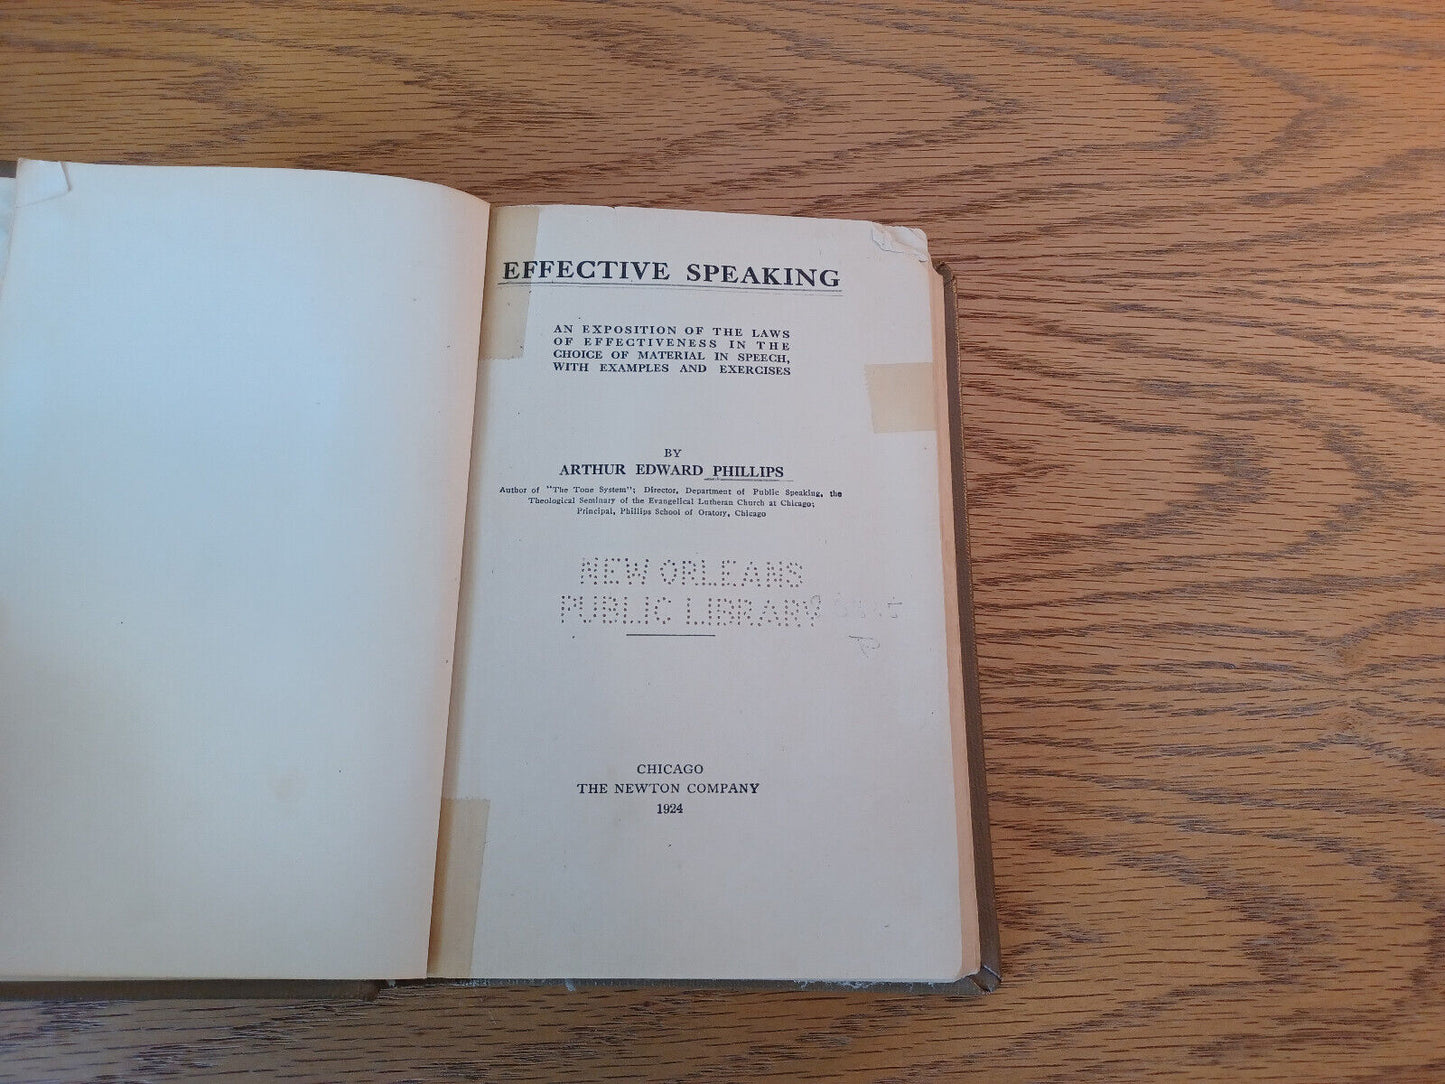 EFFECTIVE SPEAKING
AN EXPOSITION OF THE LAWS
OF EFFECTIVENESS IN THE
CHOICE OF MATERIAL IN SPEECH,
WITH EXAMPLES AND EXERCISES
BY
ARTHUR EDWARD PHILLIPS
Author of "The Tone System"; Director, Department of Public Speaking, the
Theological Seminary of the Evangelical Lutheran Church at Chicago;
Principal, Phillips School of Oratory, Chicago
NEW ORLEANS
PUBLIC LIBRARY
CHICAGO
THE NEWTON COMPANY
1924